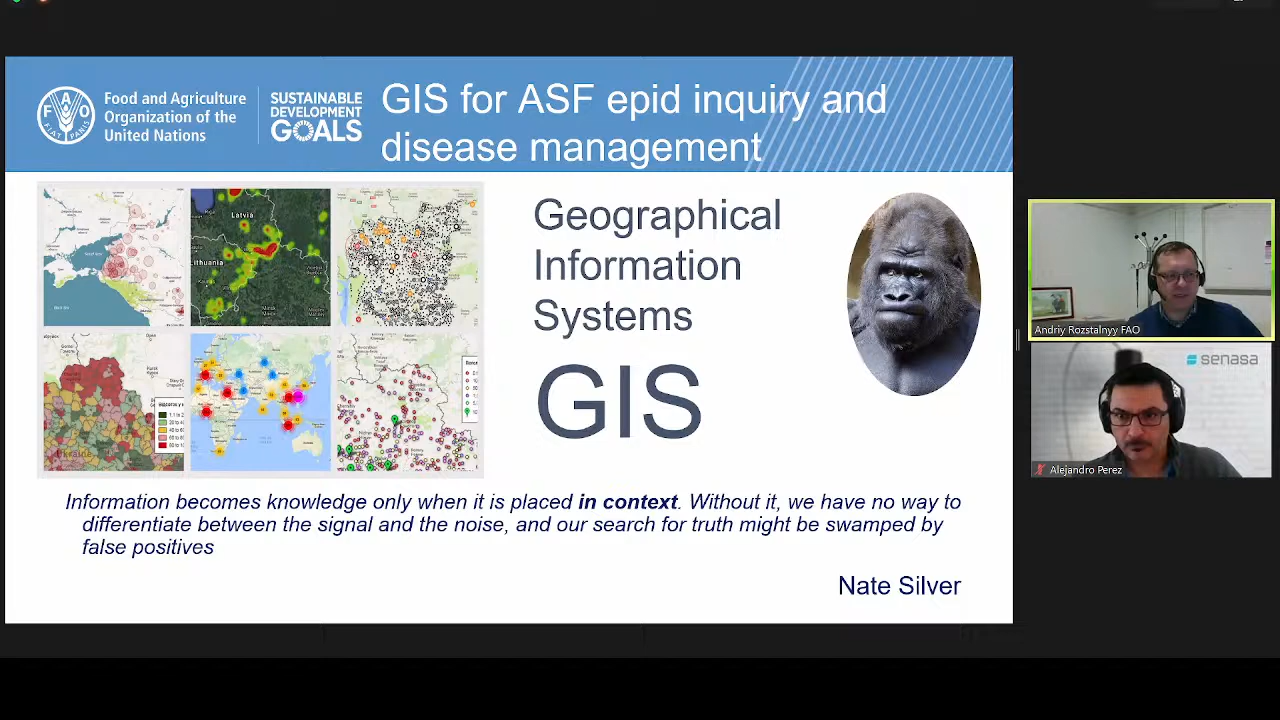 Food and Agriculture
Organization of the
United Nations
F A O
FIAT PANIS
SUSTAINABLE
DEVELOPMENT
GOALS
GIS for ASF epid inquiry and
disease management
Latvia
Lithuania
Ukraine
Geographical
Information
Systems
GIS
Information becomes knowledge only when it is placed in context. Without it, we have no way to
differentiate between the signal and the noise, and our search for truth might be swamped by
false positives
Nate Silver
Andriy Rozstalnyy FAO
senasa
Alejandro Perez